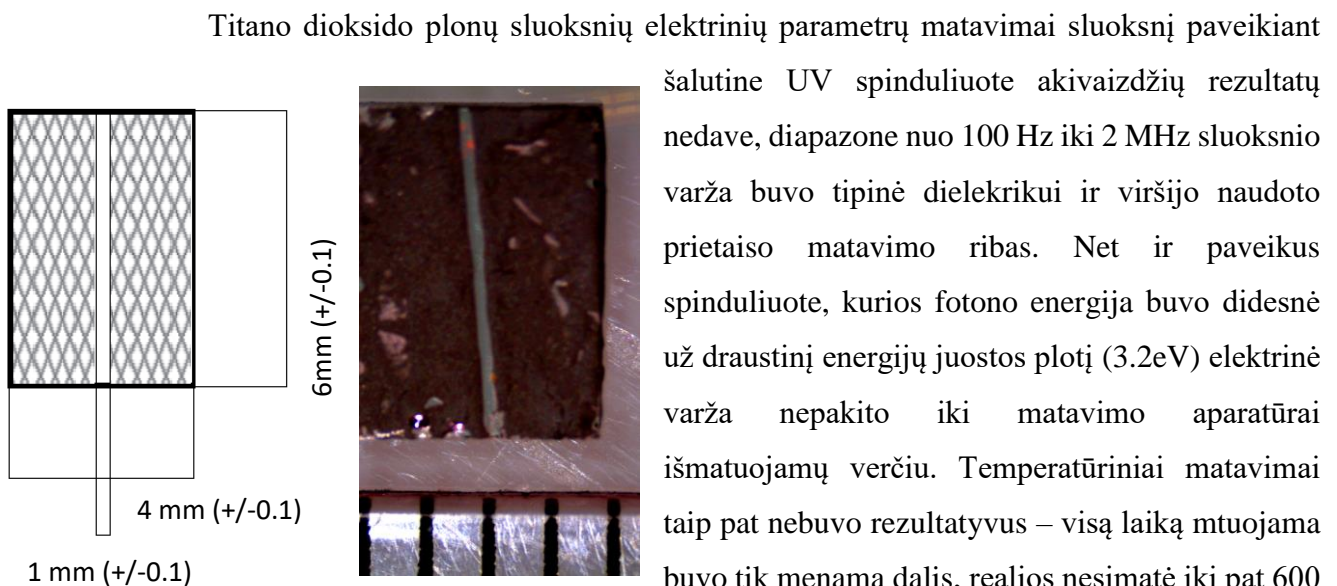 Titano dioksido plonų sluoksnių elektrinių parametrų matavimai sluoksnį paveikiant
šalutine UV spinduliuote akivaizdžių rezultatų
nedave, diapazone nuo 100 Hz iki 2 MHz sluoksnio
varža buvo tipinė dielekrikui ir viršijo naudoto
prietaiso matavimo ribas. Net ir paveikus
spinduliuote, kurios fotono energija buvo didesnė
už draustinį energijų juostos plotį (3.2eV) elektrinė
varža nepakito iki matavimo aparatūrai
išmatuojamų verčiu. Temperatūriniai matavimai
taip pat nebuvo rezultatyvus – visą laiką mtuojama
buvo tik menama dalis, realios nesimatė iki pat 600
6mm (+/-0.1)
4 mm (+/-0.1)
1 mm (+/-0.1)